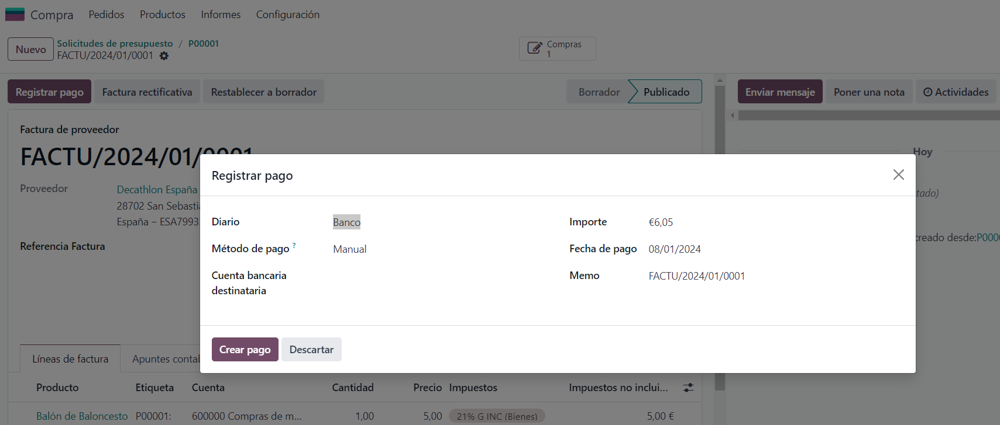 Compra Pedidos Productos Informes Configuración
Nuevo
Solicitudes de presupuesto / P00001
FACTU/2024/01/0001
Compras
1
Registrar pago Factura rectificativa Restablecer a borrador
Borrador Publicado
Enviar mensaje Poner una nota Actividades
Factura de proveedor
FACTU/2024/01/0001
Hoy
Proveedor
Decathlon España
28702 San Sebasti
España – ESA799
Referencia Factura
tado)
creado desde:P000
Registrar pago
Diario Banco
Método de pago ? Manual
Cuenta bancaria
destinataria
Importe €6,05
Fecha de pago 08/01/2024
Memo FACTU/2024/01/0001
Crear pago Descartar
Líneas de factura Apuntes contab
Producto Etiqueta Cuenta Cantidad Precio Impuestos Impuestos no inclui...
Balón de Baloncesto P00001: 600000 Compras de m... 1,00 5,00 21% G INC (Bienes) 5,00 €